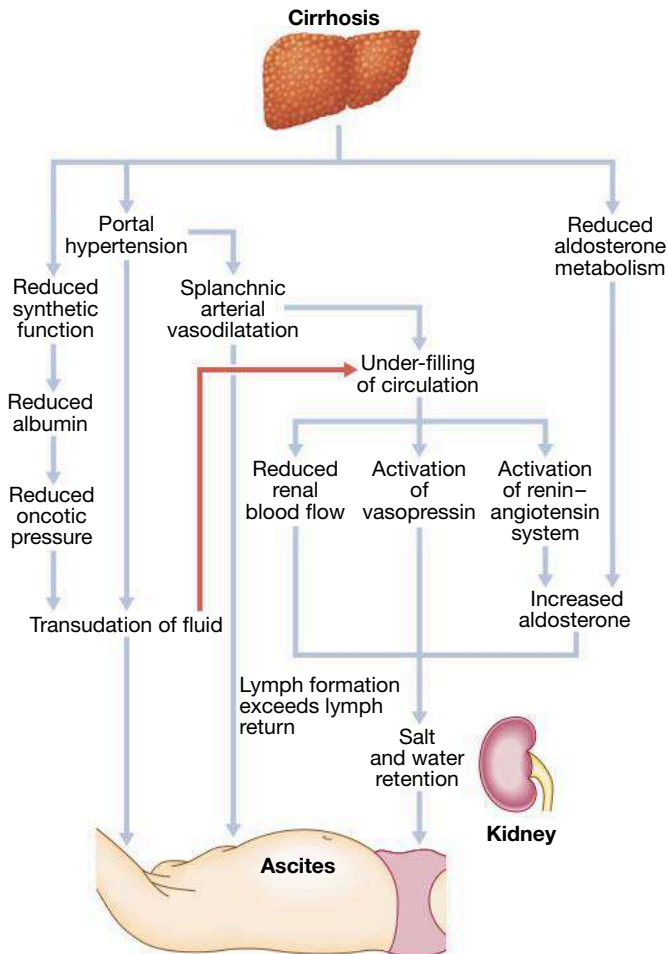 Cirrhosis
Portal
hypertension
Reduced
aldosterone
metabolism
Reduced
synthetic
function
Splanchnic
arterial
vasodilatation
Under-filling
of circulation
Reduced
albumin
Reduced
renal
blood flow
Activation
of
vasopressin
Activation
of renin–
angiotensin
system
Reduced
oncotic
pressure
Transudation of fluid
Increased
aldosterone
Lymph formation
exceeds lymph
return
Salt
and water
retention
Kidney
Ascites